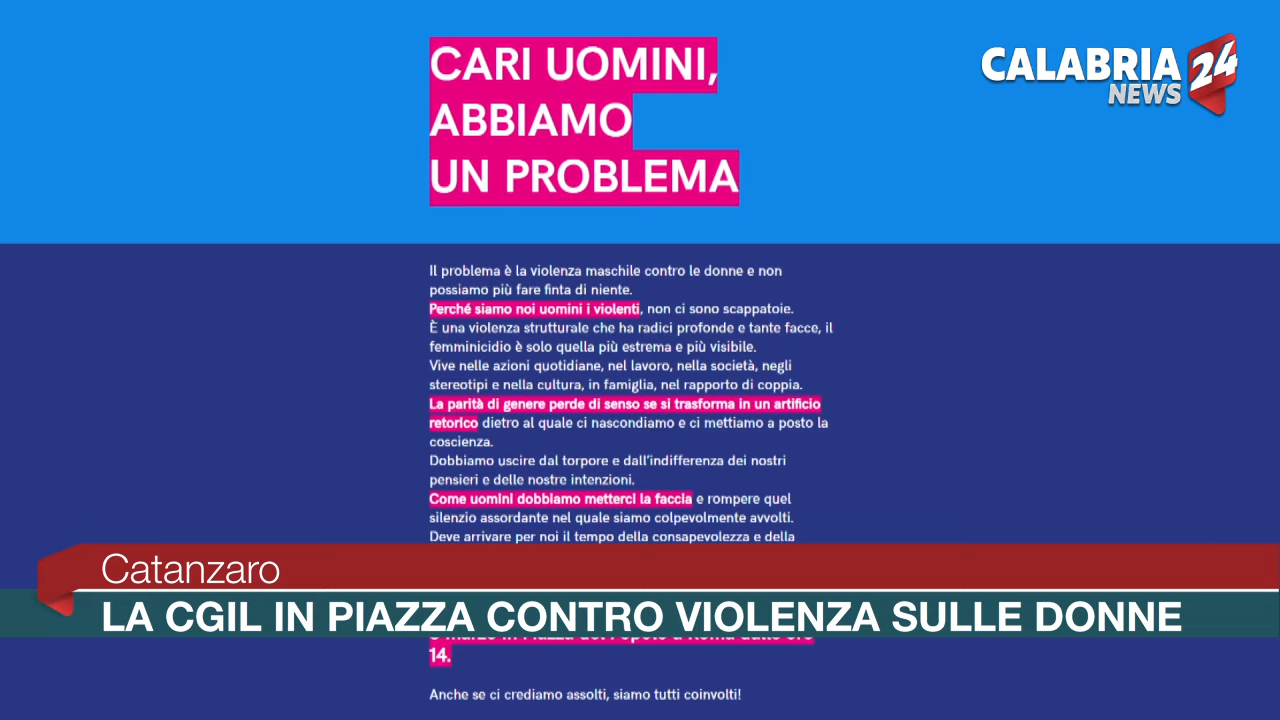 CARI UOMINI,
ABBIAMO
UN PROBLEMA
CALABRIA 24
NEWS
Il problema è la violenza maschile contro le donne e non
possiamo più fare finta di niente.
Perché siamo noi uomini i violenti, non ci sono scappatoie.
È una violenza strutturale che ha radici profonde e tante facce, il
femminicidio è solo quella più estrema e più visibile.
Vive nelle azioni quotidiane, nel lavoro, nella società, negli
stereotipi e nella cultura, in famiglia, nel rapporto di coppia.
La parità di genere perde di senso se si trasforma in un artificio
retorico dietro al quale ci nascondiamo e ci mettiamo a posto la
coscienza.
Dobbiamo uscire dal torpore e dall'indifferenza dei nostri
pensieri e delle nostre intenzioni.
Come uomini dobbiamo metterci la faccia e rompere quel
silenzio assordante nel quale siamo colpevolmente avvolti.
Deve arrivare per noi il tempo della consapevolezza e della
Catanzaro
LA CGIL IN PIAZZA CONTRO VIOLENZA SULLE DONNE
14.
Anche se ci crediamo assolti, siamo tutti coinvolti!